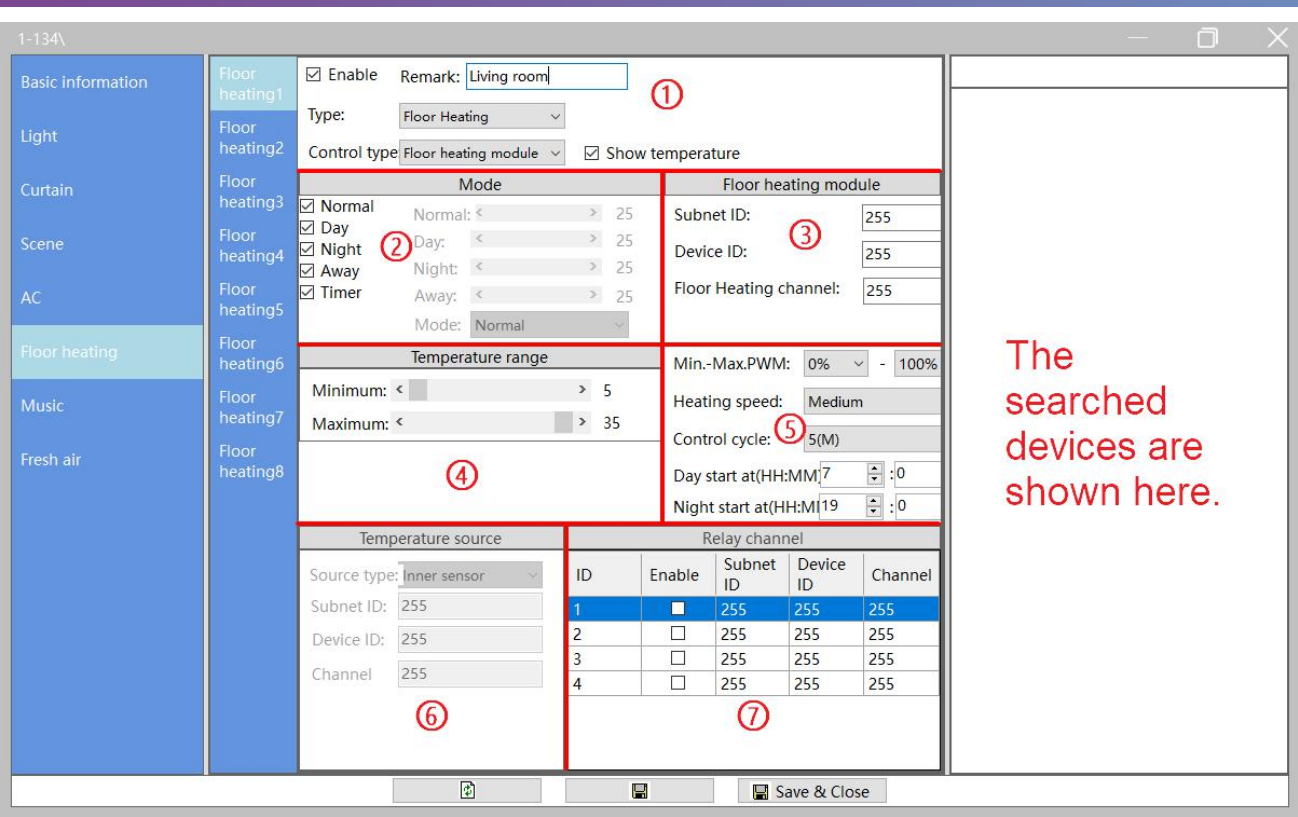 1-134\
Basic information
Light
Curtain
Scene
AC
Floor heating
Music
Fresh air
Floor
heating1
Floor
heating2
Floor
heating3
Floor
heating4
Floor
heating5
Floor
heating6
Floor
heating7
Floor
heating8
Enable Remark: Living room
①
Type: Floor Heating
Control type Floor heating module Show temperature
Mode
Normal
Day
Night
Away
Timer
②
Normal: < > 25
Day: < > 25
Night: < > 25
Away: < > 25
Mode: Normal
Floor heating module
Subnet ID: 255
③
Device ID: 255
Floor Heating channel: 255
Temperature range
Minimum: < > 5
Maximum: < > 35
④
Min.-Max.PWM: 0% - 100%
Heating speed: Medium
Control cycle: 5(M)
⑤
Day start at(HH:MM) 7 : 0
Night start at(HH:MI 19 : 0
Temperature source
Source type: Inner sensor
Subnet ID: 255
Device ID: 255
Channel 255
⑥
Relay channel
ID Enable Subnet ID Device ID Channel
1 255 255 255
2 255 255 255
3 255 255 255
4 255 255 255
⑦
The
searched
devices are
shown here.
Save & Close